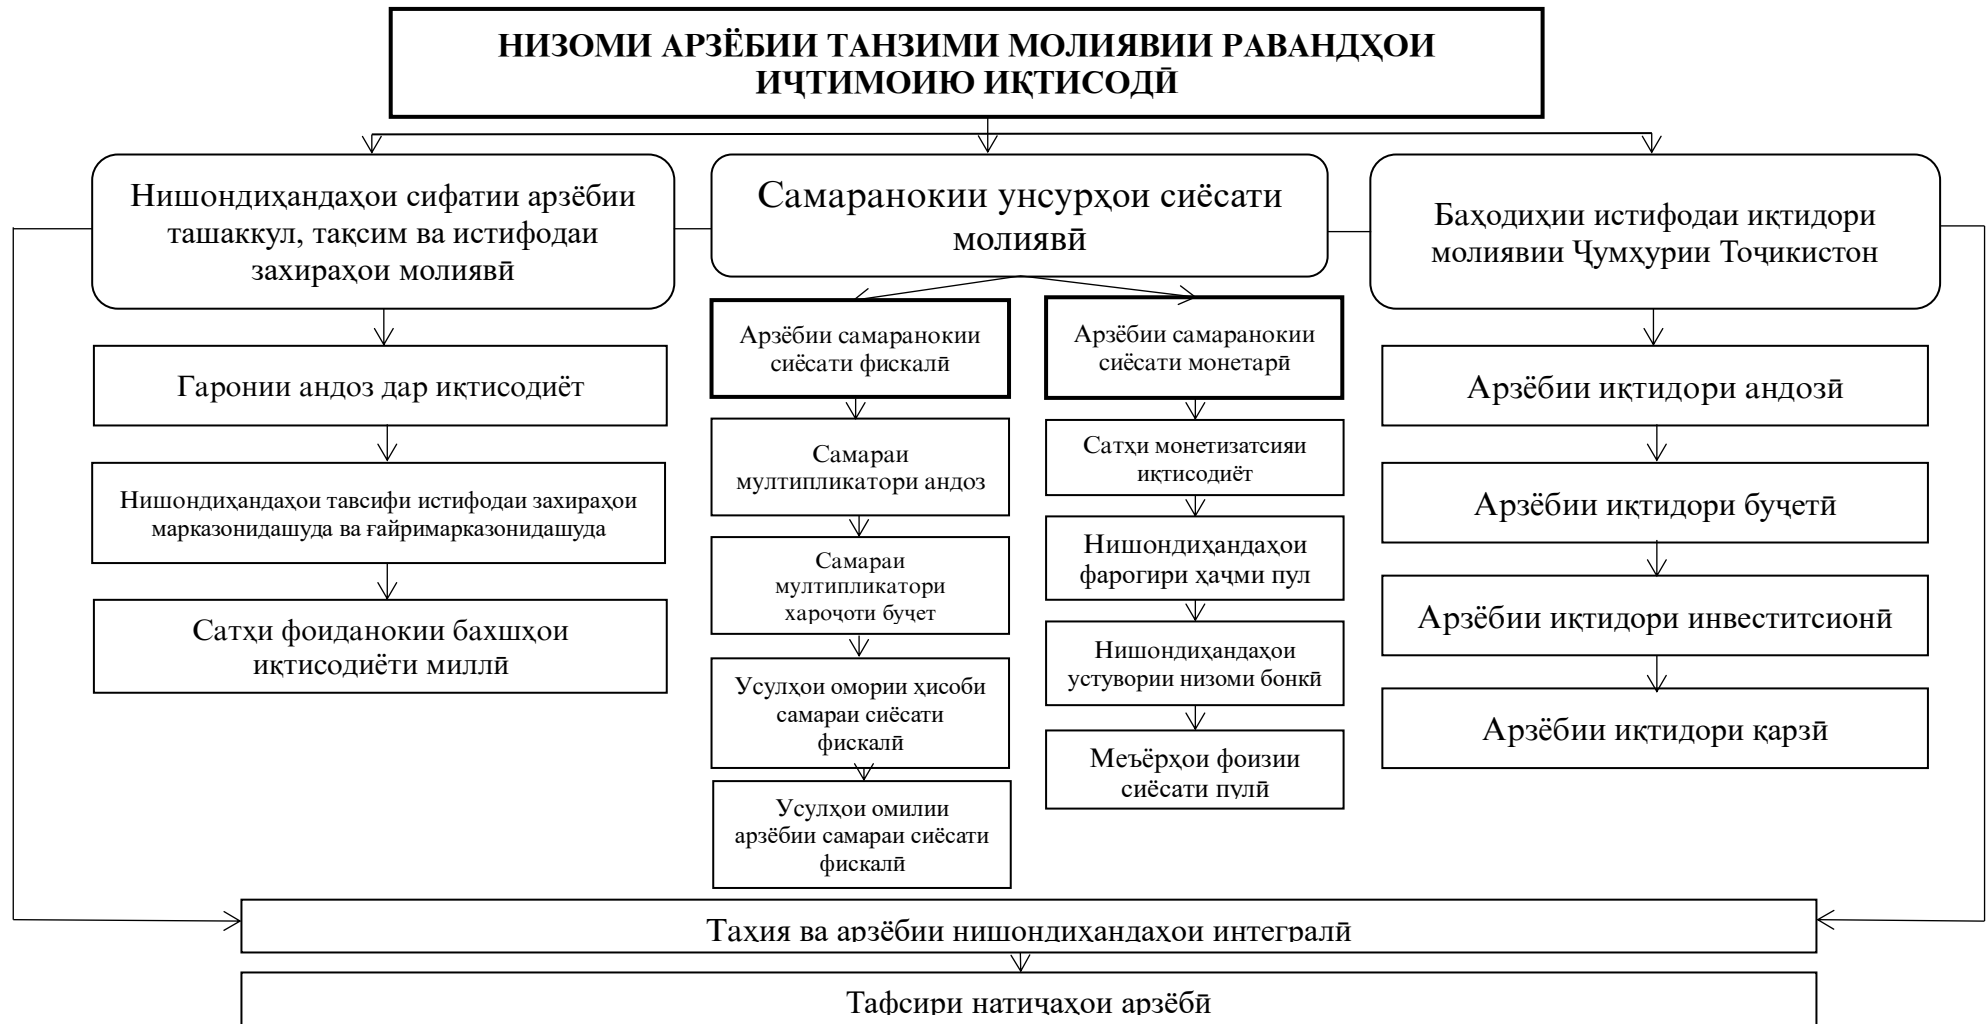 НИЗОМИ АРЗЁБИИ ТАНЗИМИ МОЛИЯВИИ РАВАНДҲОИ
ИҶТИМОИЮ ИҚТИСОДӢ
Нишондиҳандаҳои сифатии арзёбии
ташаккул, тақсим ва истифодаи
захираҳои молиявӣ
Гаронии андоз дар иқтисодиёт
Нишондиҳандаҳои тавсифи истифодаи захираҳои
марказонидашуда ва ғайримарказонидашуда
Сатҳи фоиданокии бахшҳои
иқтисодиёти миллӣ
Самаранокии унсурҳои сиёсати
молиявӣ
Арзёбии самаранокии
сиёсати фискалӣ
Самараи
мултипликатори андоз
Самараи
мултипликатори
хароҷоти буҷет
Усулҳои омории ҳисоби
самараи сиёсати
фискалӣ
Усулҳои омилии
арзёбии самараи сиёсати
фискалӣ
Арзёбии самаранокии
сиёсати монетарӣ
Сатҳи монетизатсияи
иқтисодиёт
Нишондиҳандаҳои
фарогири ҳаҷми пул
Нишондиҳандаҳои
устувории низоми бонкӣ
Меъёрҳои фоизии
сиёсати пулӣ
Баҳодиҳии истифодаи иқтидори
молиявии Ҷумҳурии Тоҷикистон
Арзёбии иқтидори андозӣ
Арзёбии иқтидори буҷетӣ
Арзёбии иқтидори инвеститсионӣ
Арзёбии иқтидори қарзӣ
Таҳия ва арзёбии нишондиҳандаҳои интегралӣ
Тафсири натиҷаҳои арзёбӣ